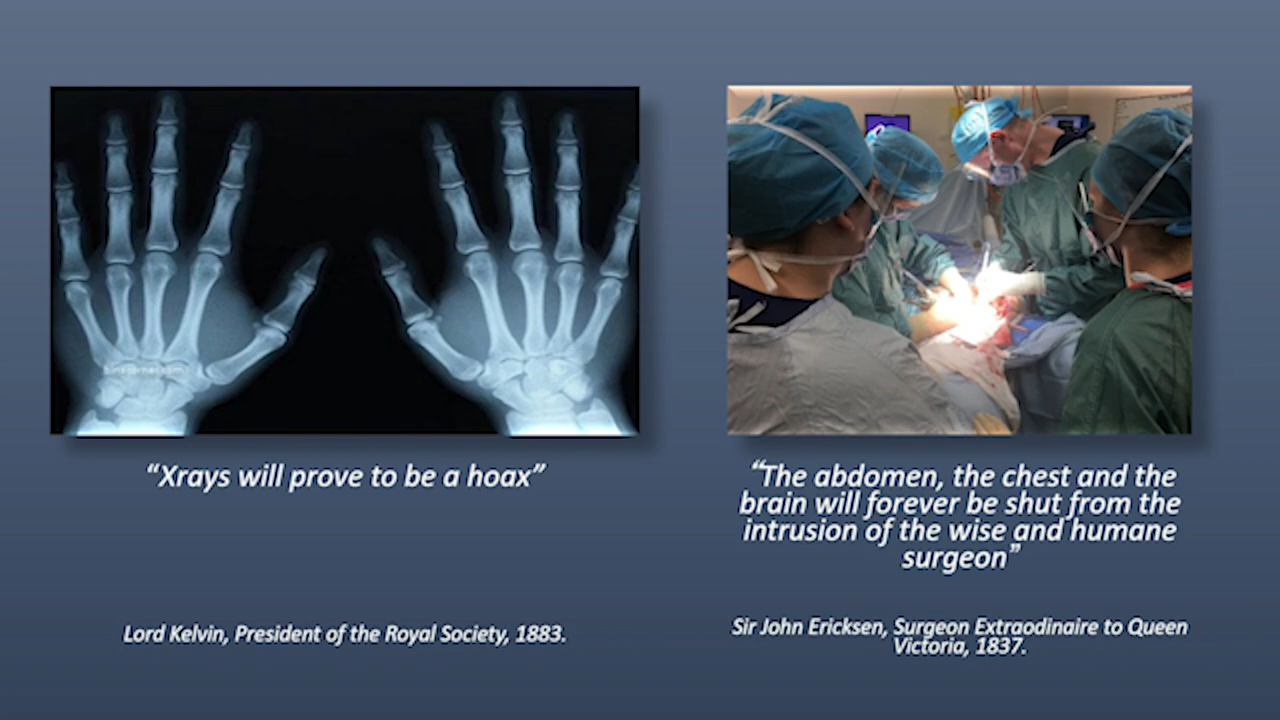 “Xrays will prove to be a hoax”
Lord Kelvin, President of the Royal Society, 1883.
“The abdomen, the chest and the
brain will forever be shut from the
intrusion of the wise and humane
surgeon”
Sir John Ericksen, Surgeon Extraodinaire to Queen
Victoria, 1837.